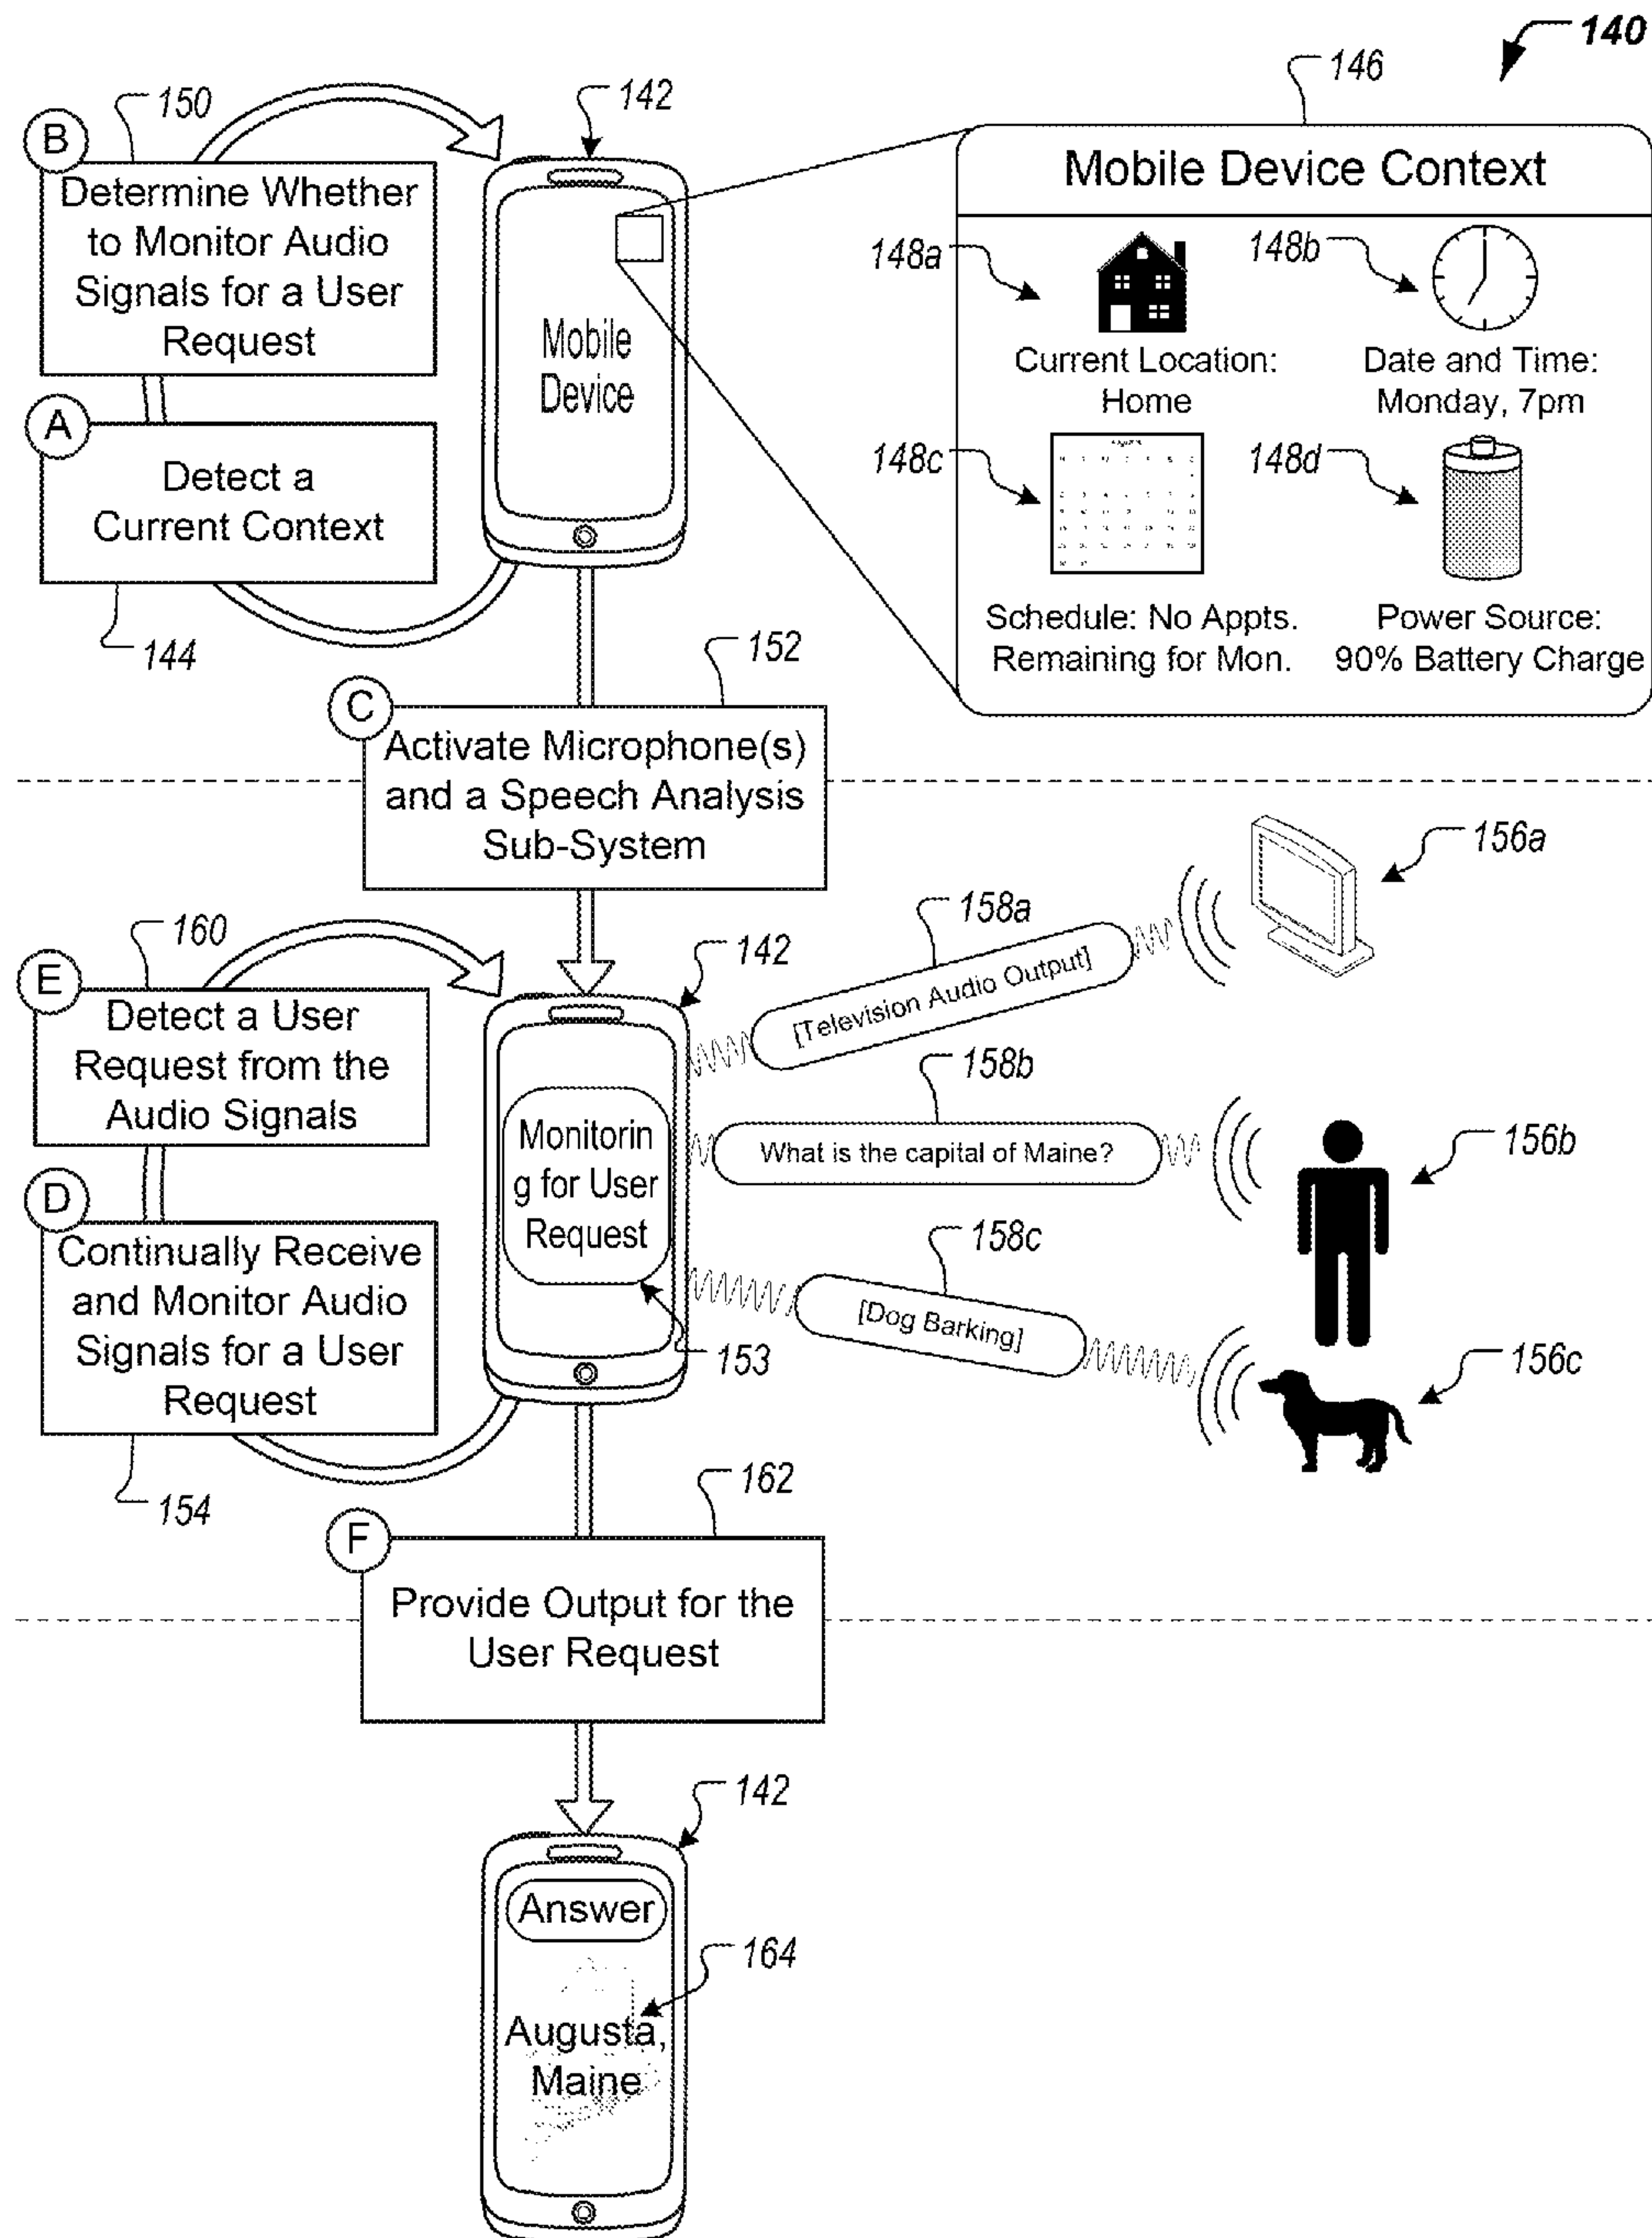 140
146
150
142
B
Determine Whether
to Monitor Audio
Signals for a User
Request
Mobile
Device
A
Detect a
Current Context
144
Mobile Device Context
148a
Current Location:
Home
148b
Date and Time:
Monday, 7pm
148c
Schedule: No Appts.
Remaining for Mon.
148d
Power Source:
90% Battery Charge
152
C
Activate Microphone(s)
and a Speech Analysis
Sub-System
160
142
E
Detect a User
Request from the
Audio Signals
D
Continually Receive
and Monitor Audio
Signals for a User
Request
154
Monitorin
g for User
Request
153
158a
[Television Audio Output]
156a
158b
What is the capital of Maine?
156b
158c
[Dog Barking]
156c
162
F
Provide Output for the
User Request
142
Answer
164
Augusta,
Maine